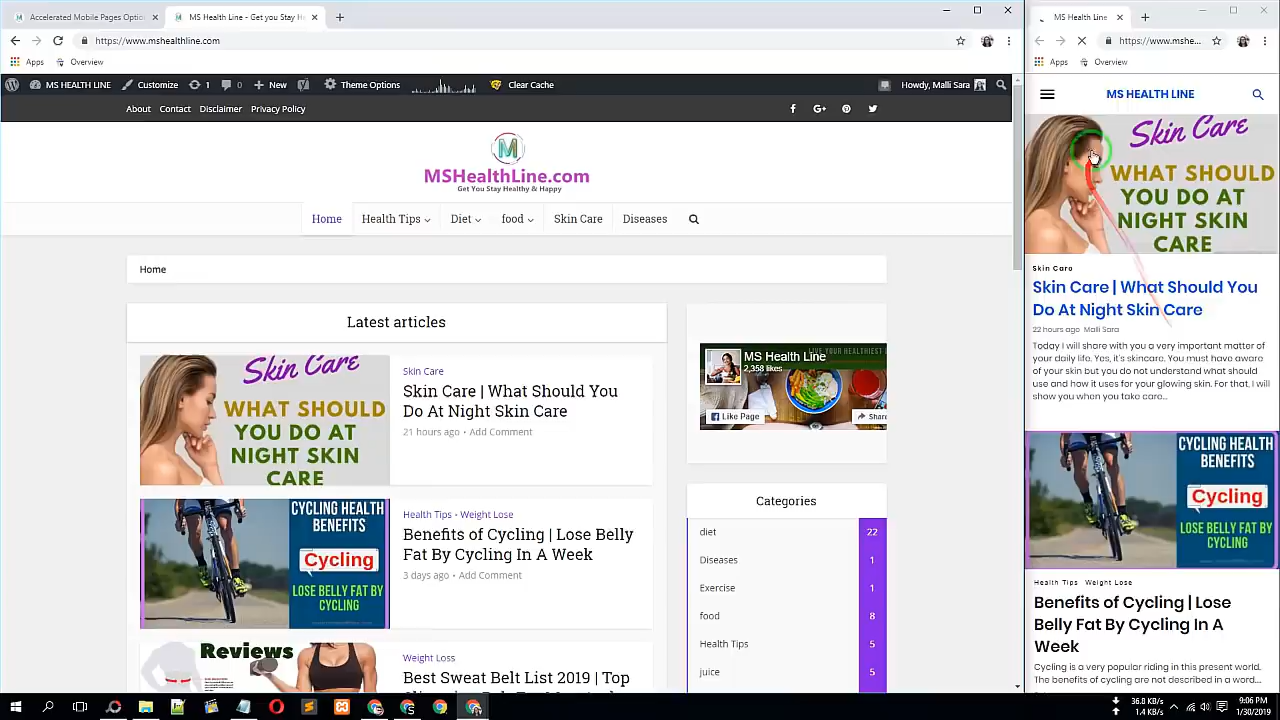 Accelerated Mobile Pages Optio
MS Health Line - Get you Stay He
https://www.mshealthline.com
Apps
Overview
MS HEALTH LINE
Customize
1
0
New
Theme Options
Clear Cache
Howdy, Malli Sara
About
Contact
Disclaimer
Privacy Policy
MSHealthLine.com
Get You Stay Healthy & Happy
Home
Health Tips
Diet
food
Skin Care
Diseases
Home
Latest articles
Skin Care
WHAT SHOULD
YOU DO AT
NIGHT SKIN
CARE
Skin Care
Skin Care | What Should You
Do At Night Skin Care
21 hours ago • Add Comment
CYCLING HEALTH
BENEFITS
Cycling
LOSE BELLY FAT BY
CYCLING
Health Tips • Weight Lose
Benefits of Cycling | Lose Belly
Fat By Cycling In A Week
3 days ago • Add Comment
Reviews
Weight Loss
Best Sweat Belt List 2019 | Top
LIVE YOUR HEALTHIEST
MS Health Line
2,358 likes
Like Page
Share
Categories
diet 22
Diseases 1
Exercise 1
food 8
Health Tips 5
juice 5
MS Health Line
https://www.mshe...
Apps
Overview
MS HEALTH LINE
Skin Care
WHAT SHOULD
YOU DO AT
NIGHT SKIN
CARE
Skin Care
Skin Care | What Should You
Do At Night Skin Care
22 hours ago Malli Sara
Today I will share with you a very important matter of
your daily life. Yes, it's skincare. You must have aware
of your skin but you do not understand what should
use and how it uses for your glowing skin. For that, I will
show you when you take care...
CYCLING HEALTH
BENEFITS
Cycling
LOSE BELLY FAT BY
CYCLING
Health Tips Weight Lose
Benefits of Cycling | Lose
Belly Fat By Cycling In A
Week
Cycling is a very popular riding in this present world.
The benefits of cycling are not described in a word...
36.8 KB/s
1.4 KB/s
9:06 PM
1/30/2019